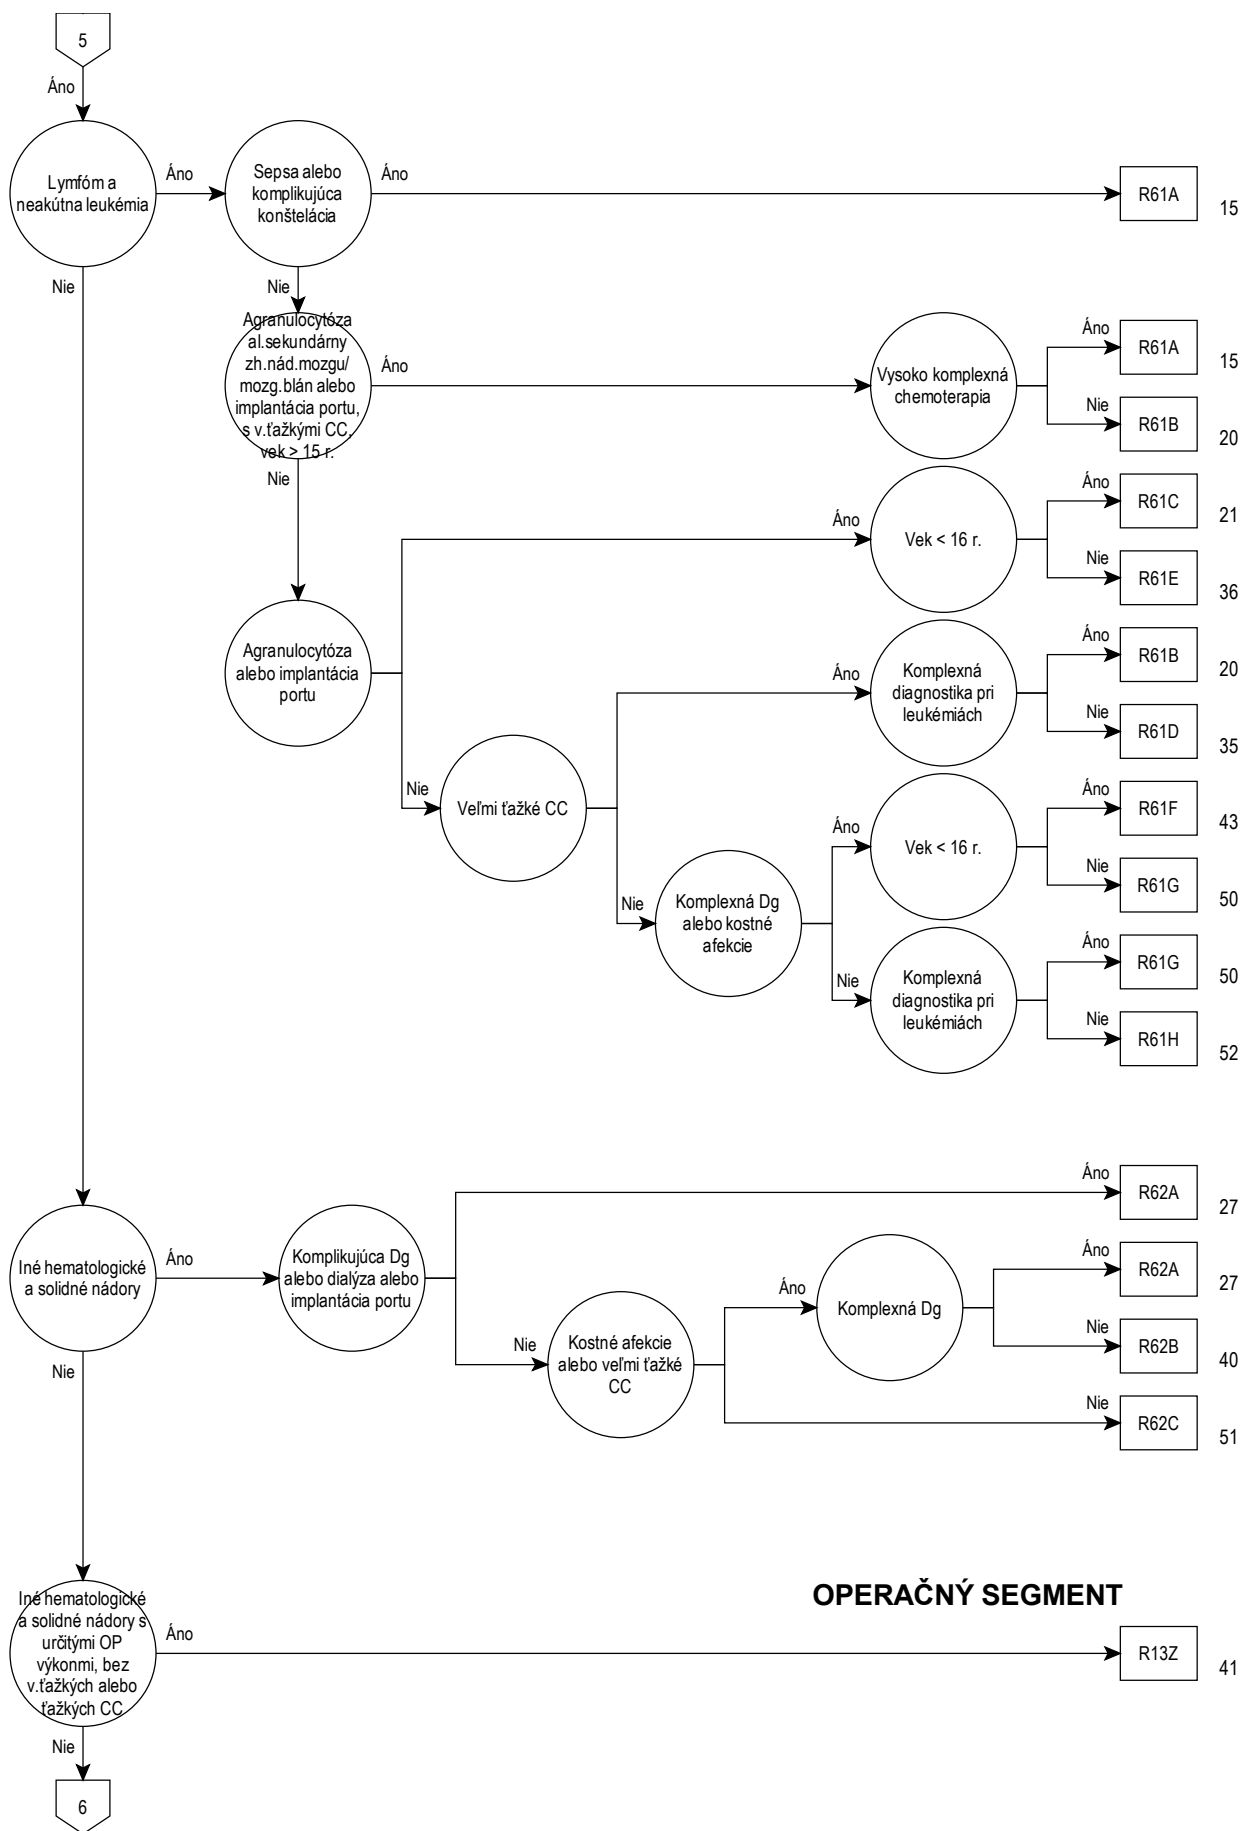 5
Áno
Lymfóm a
neakútna leukémia
Áno
Sepsa alebo
komplikujúca
konštelácia
Áno
R61A
15
Nie
Nie
Agranulocytóza
al.sekundárny
zh.nád.mozgu/
mozg.blán alebo
implantácia portu,
s v.ťažkými CC,
vek > 15 r.
Áno
Vysoko komplexná
chemoterapia
Áno
R61A
15
Nie
R61B
20
Nie
Agranulocytóza
alebo implantácia
portu
Áno
Vek < 16 r.
Áno
R61C
21
Nie
R61E
36
Nie
Veľmi ťažké CC
Áno
Komplexná
diagnostika pri
leukémiách
Áno
R61B
20
Nie
R61D
35
Nie
Komplexná Dg
alebo kostné
afekcie
Áno
Vek < 16 r.
Áno
R61F
43
Nie
R61G
50
Nie
Komplexná
diagnostika pri
leukémiách
Áno
R61G
50
Nie
R61H
52
Iné hematologické
a solidné nádory
Áno
Komplikujúca Dg
alebo dialýza alebo
implantácia portu
Áno
R62A
27
Nie
Kostné afekcie
alebo veľmi ťažké
CC
Áno
Komplexná Dg
Áno
R62A
27
Nie
R62B
40
Nie
R62C
51
Nie
OPERAČNÝ SEGMENT
Iné hematologické
a solidné nádory s
určitými OP
výkonmi, bez
v.ťažkých alebo
ťažkých CC
Áno
R13Z
41
Nie
6